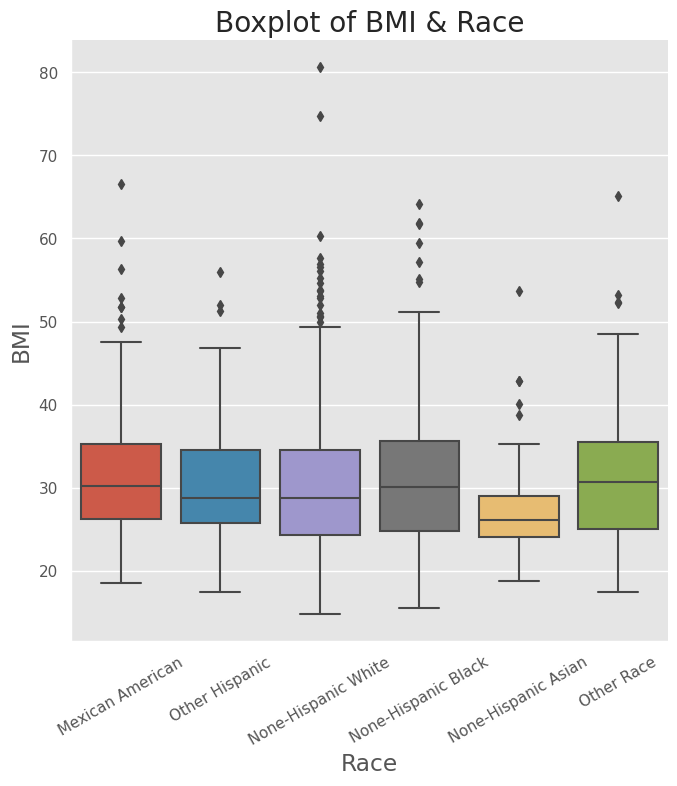 Boxplot of BMI & Race
80
70
60
50
40
30
20
BMI
Mexican American
Other Hispanic
None-Hispanic White
None-Hispanic Black
None-Hispanic Asian
Other Race
Race